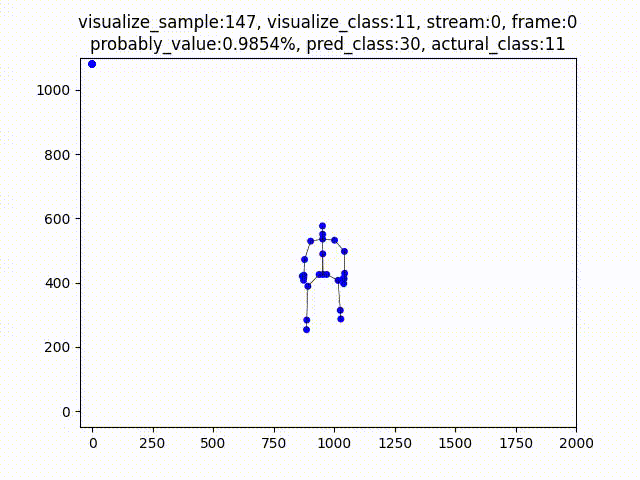 visualize_sample:147, visualize_class:11, stream:0, frame:0
probably_value:0.9854%, pred_class:30, actural_class:11
1000
800
600
400
200
0
0 250 500 750 1000 1250 1500 1750 2000